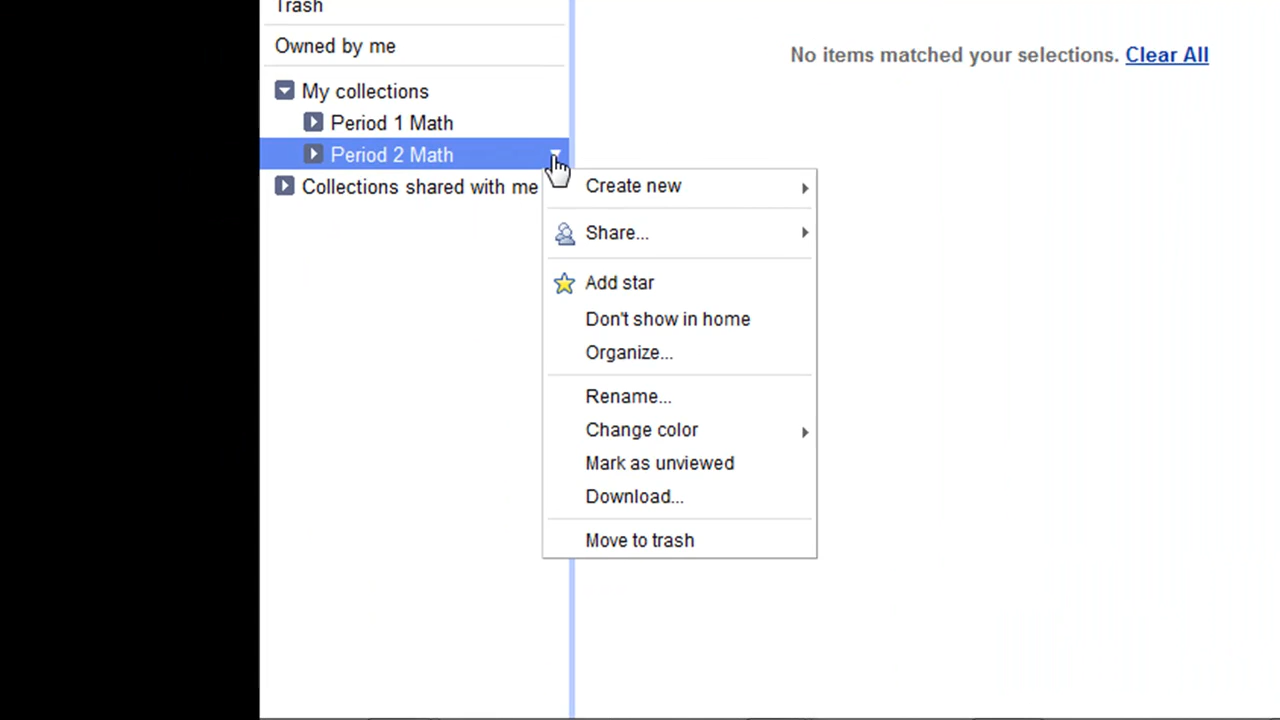 Trash
Owned by me
No items matched your selections. Clear All
My collections
Period 1 Math
Period 2 Math
Collections shared with me
Create new
Share...
Add star
Don't show in home
Organize...
Rename...
Change color
Mark as unviewed
Download...
Move to trash